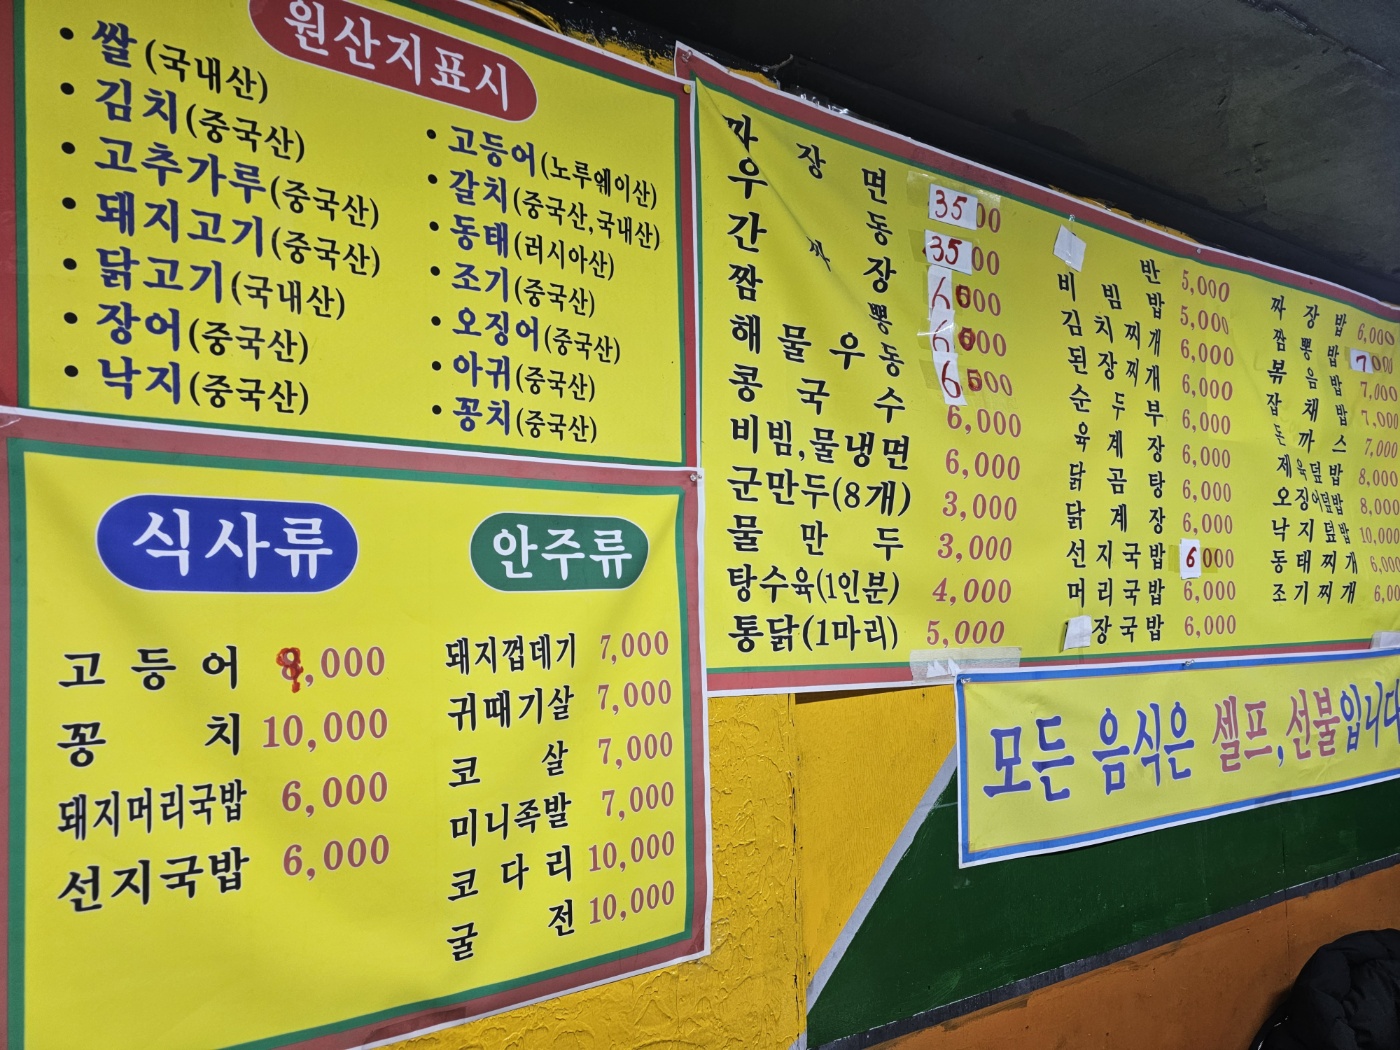 원산지표시
• 쌀(국내산)
• 김치(중국산)
• 고추가루(중국산)
• 돼지고기(중국산)
• 닭고기(국내산)
• 장어(중국산)
• 낙지(중국산)
• 고등어(노루웨이산)
• 갈치(중국산,국내산)
• 동태(러시아산)
• 조기(중국산)
• 오징어(중국산)
• 아귀(중국산)
• 꽁치(중국산)
식사류
고등어 9,000
꽁치 10,000
돼지머리국밥 6,000
선지국밥 6,000
안주류
돼지껍데기 7,000
귀때기살 7,000
코살 7,000
미니족발 7,000
코다리 10,000
굴전 10,000
짜장면 3500
우동 3500
간짜장 6000
짬뽕 6000
해물우동 6500
콩국수 6,000
비빔,물냉면 6,000
군만두(8개) 3,000
물만두 3,000
탕수육(1인분) 4,000
통닭(1마리) 5,000
반 5,000
비빔밥 5,000
김치찌개 6,000
된장찌개 6,000
순두부 6,000
육계장 6,000
닭곰탕 6,000
닭계장 6,000
선지국밥 6000
머리국밥 6,000
장국밥 6,000
짜장밥 6,000
짬뽕밥 7000
볶음밥 7,000
잡채밥 7,000
돈까스 7,000
제육덮밥 8,000
오징어덮밥 8,000
낙지덮밥 10,000
동태찌개 6,000
조기찌개 6,00
모든 음식은 셀프,선불입니다